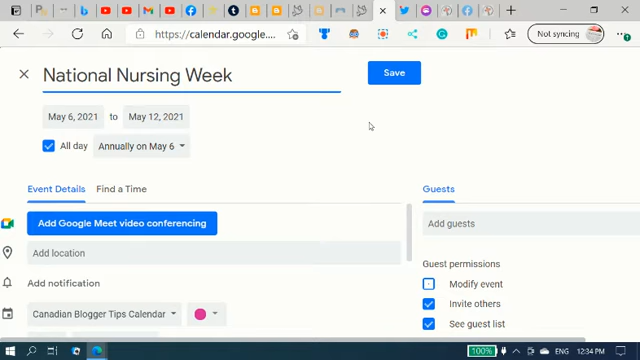 https://calendar.google....
Not syncing
National Nursing Week
Save
May 6, 2021 to May 12, 2021
All day Annually on May 6
Event Details Find a Time Guests
Add Google Meet video conferencing
Add guests
Add location
Guest permissions
Add notification
Modify event
Invite others
Canadian Blogger Tips Calendar
See guest list
100% ENG 12:34 PM